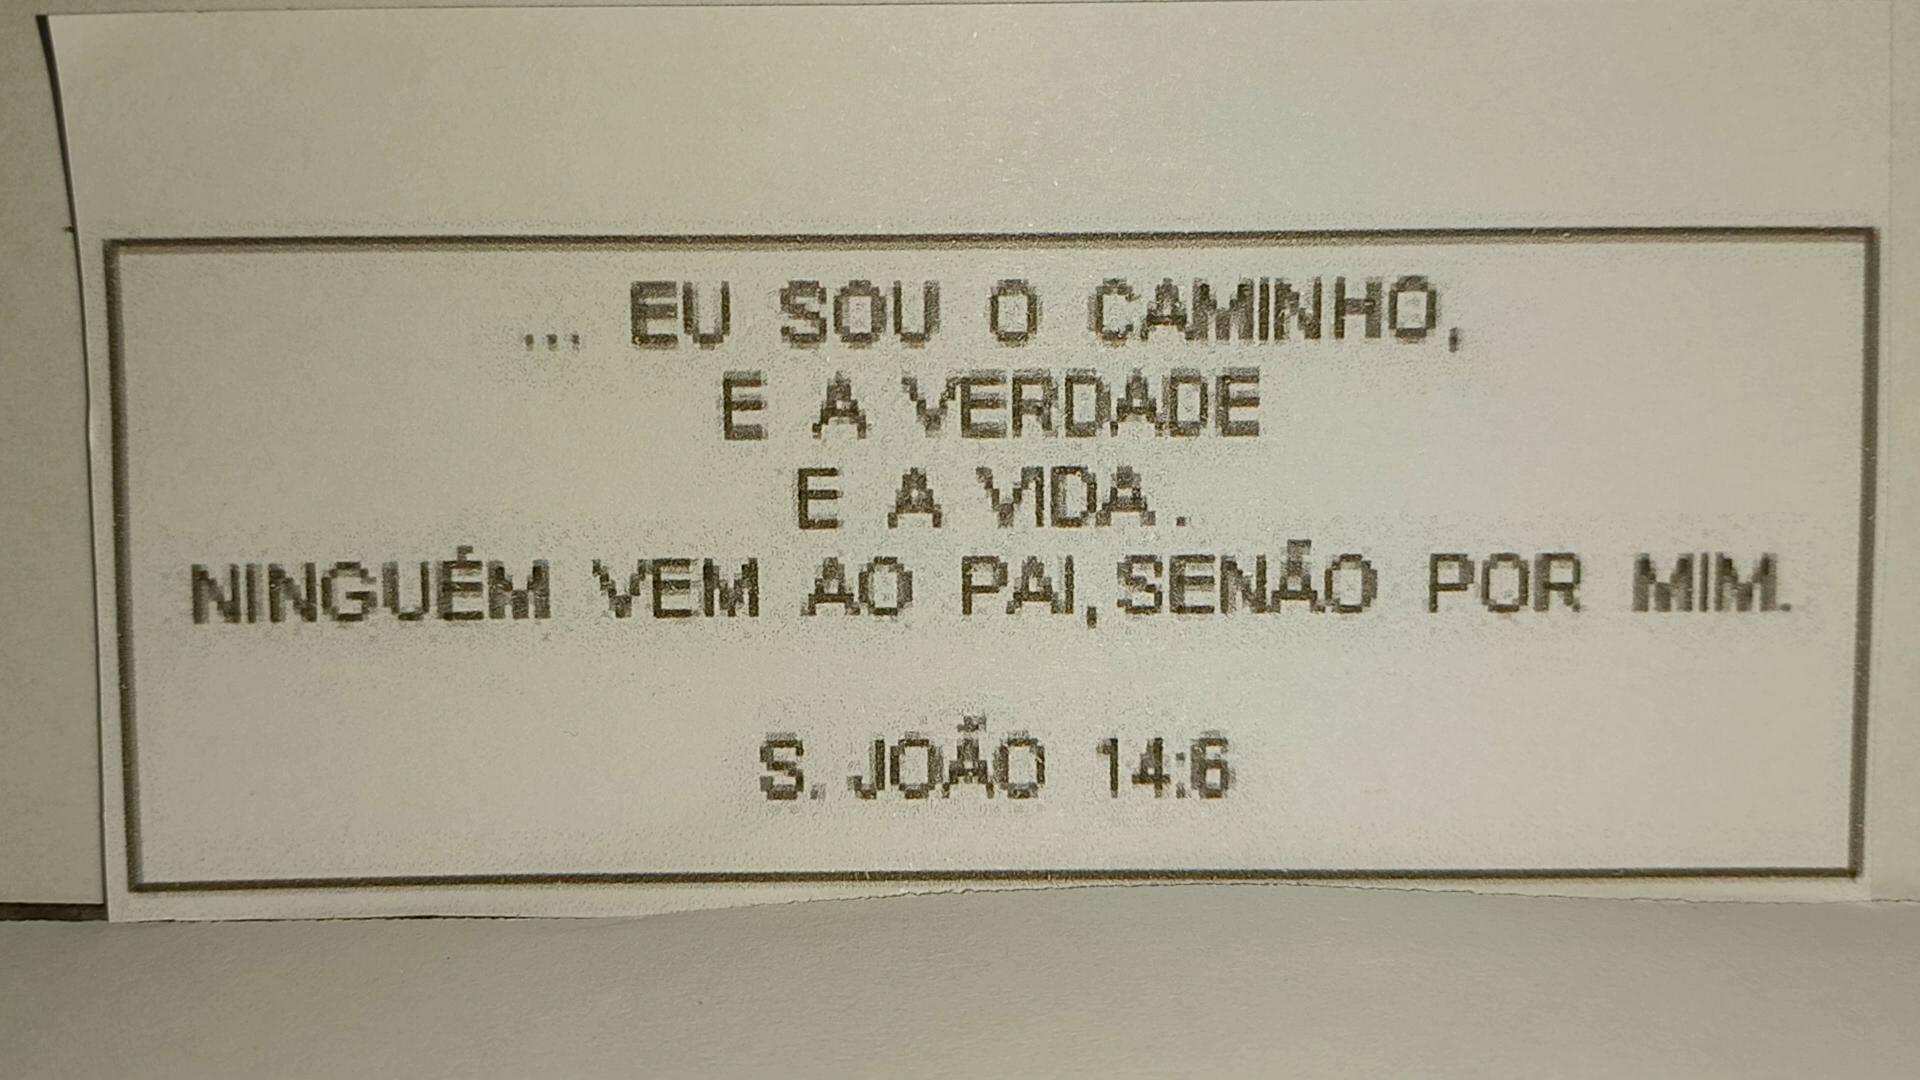 ... EU SOU O CAMINHO,
E A VERDADE
E A VIDA.
NINGUÉM VEM AO PAI, SENÃO POR MIM.
S. JOÃO 14:6